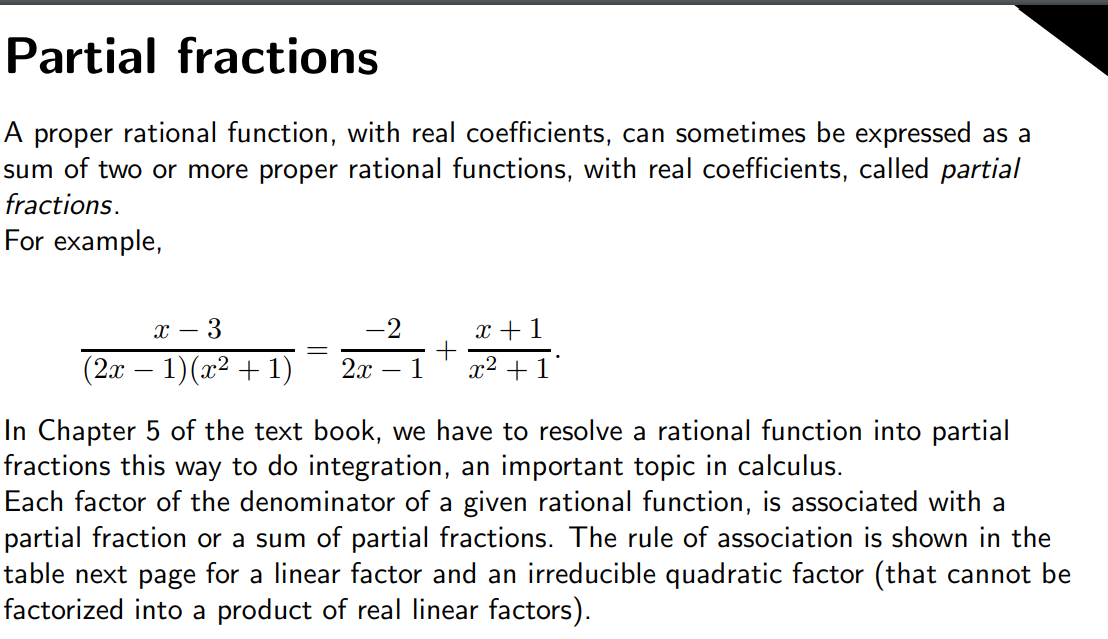 Partial fractions
A proper rational function, with real coefficients, can sometimes be expressed as a
sum of two or more proper rational functions, with real coefficients, called partial
fractions.
For example,
\frac{x - 3}{(2x - 1)(x^2 + 1)} = \frac{-2}{2x - 1} + \frac{x + 1}{x^2 + 1}.
In Chapter 5 of the text book, we have to resolve a rational function into partial
fractions this way to do integration, an important topic in calculus.
Each factor of the denominator of a given rational function, is associated with a
partial fraction or a sum of partial fractions. The rule of association is shown in the
table next page for a linear factor and an irreducible quadratic factor (that cannot be
factorized into a product of real linear factors).